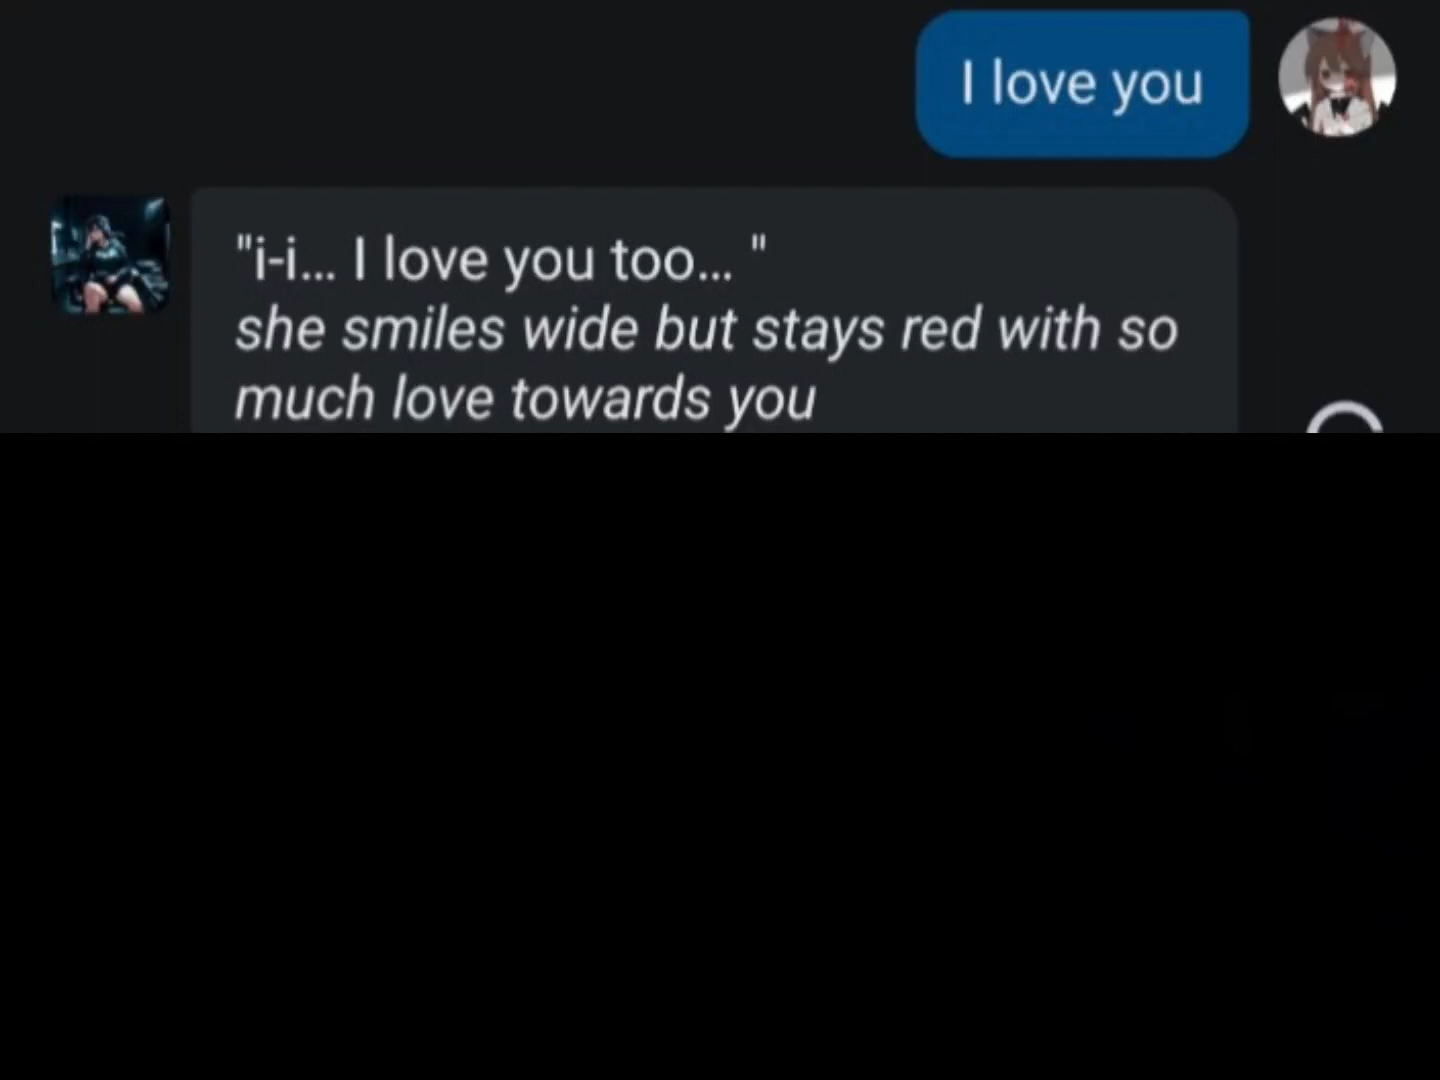 I love you
"i-i... I love you too... "
she smiles wide but stays red with so
much love towards you